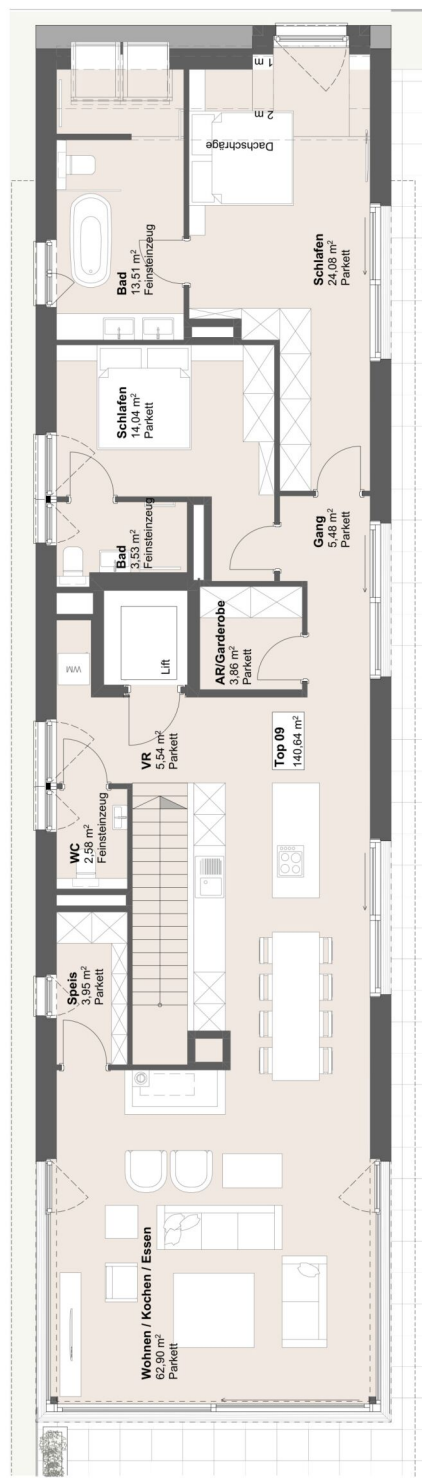 1 m
2 m
Dachschräge
Bad
13,51 m²
Feinsteinzeug
Schlafen
24,08 m²
Parkett
Schlafen
14,04 m²
Parkett
Bad
3,53 m²
Feinsteinzeug
Gang
5,48 m²
Parkett
WM
Lift
AR/Garderobe
3,86 m²
Parkett
VR
5,54 m²
Parkett
Top 09
140,64 m²
WC
2,58 m²
Feinsteinzeug
Speis
3,95 m²
Parkett
Wohnen / Kochen / Essen
62,90 m²
Parkett